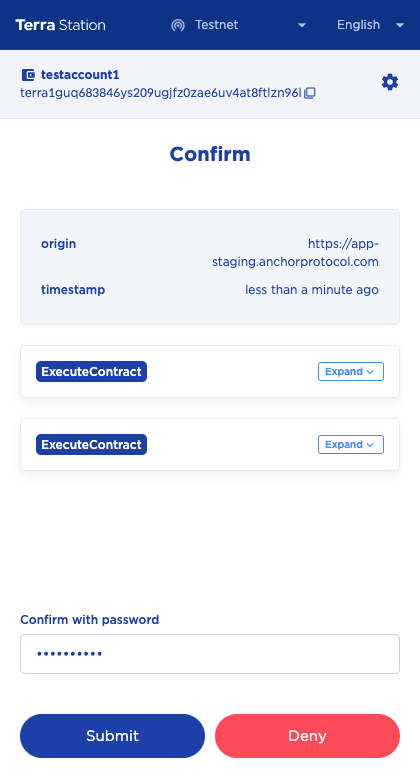 Terra Station
Testnet
English
testaccount1
terra1guq683846ys209ugjfz0zae6uv4at8ftlzn96l
Confirm
origin
https://app-
staging.anchorprotocol.com
timestamp
less than a minute ago
ExecuteContract
Expand
ExecuteContract
Expand
Confirm with password
••••••••••
Submit
Deny